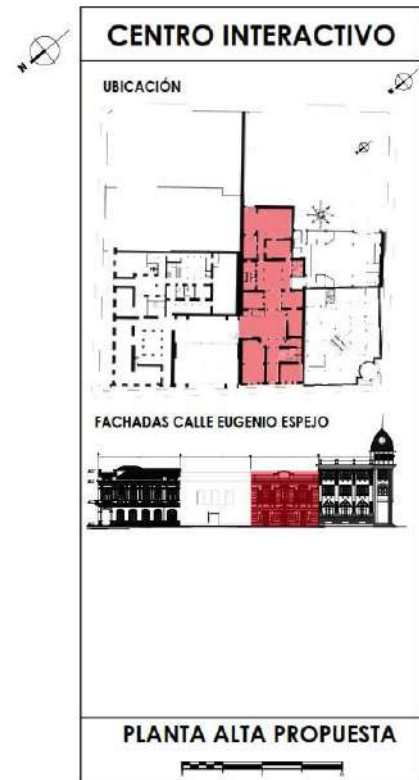 CENTRO INTERACTIVO
N
UBICACIÓN
FACHADAS CALLE EUGENIO ESPEJO
PLANTA ALTA PROPUESTA